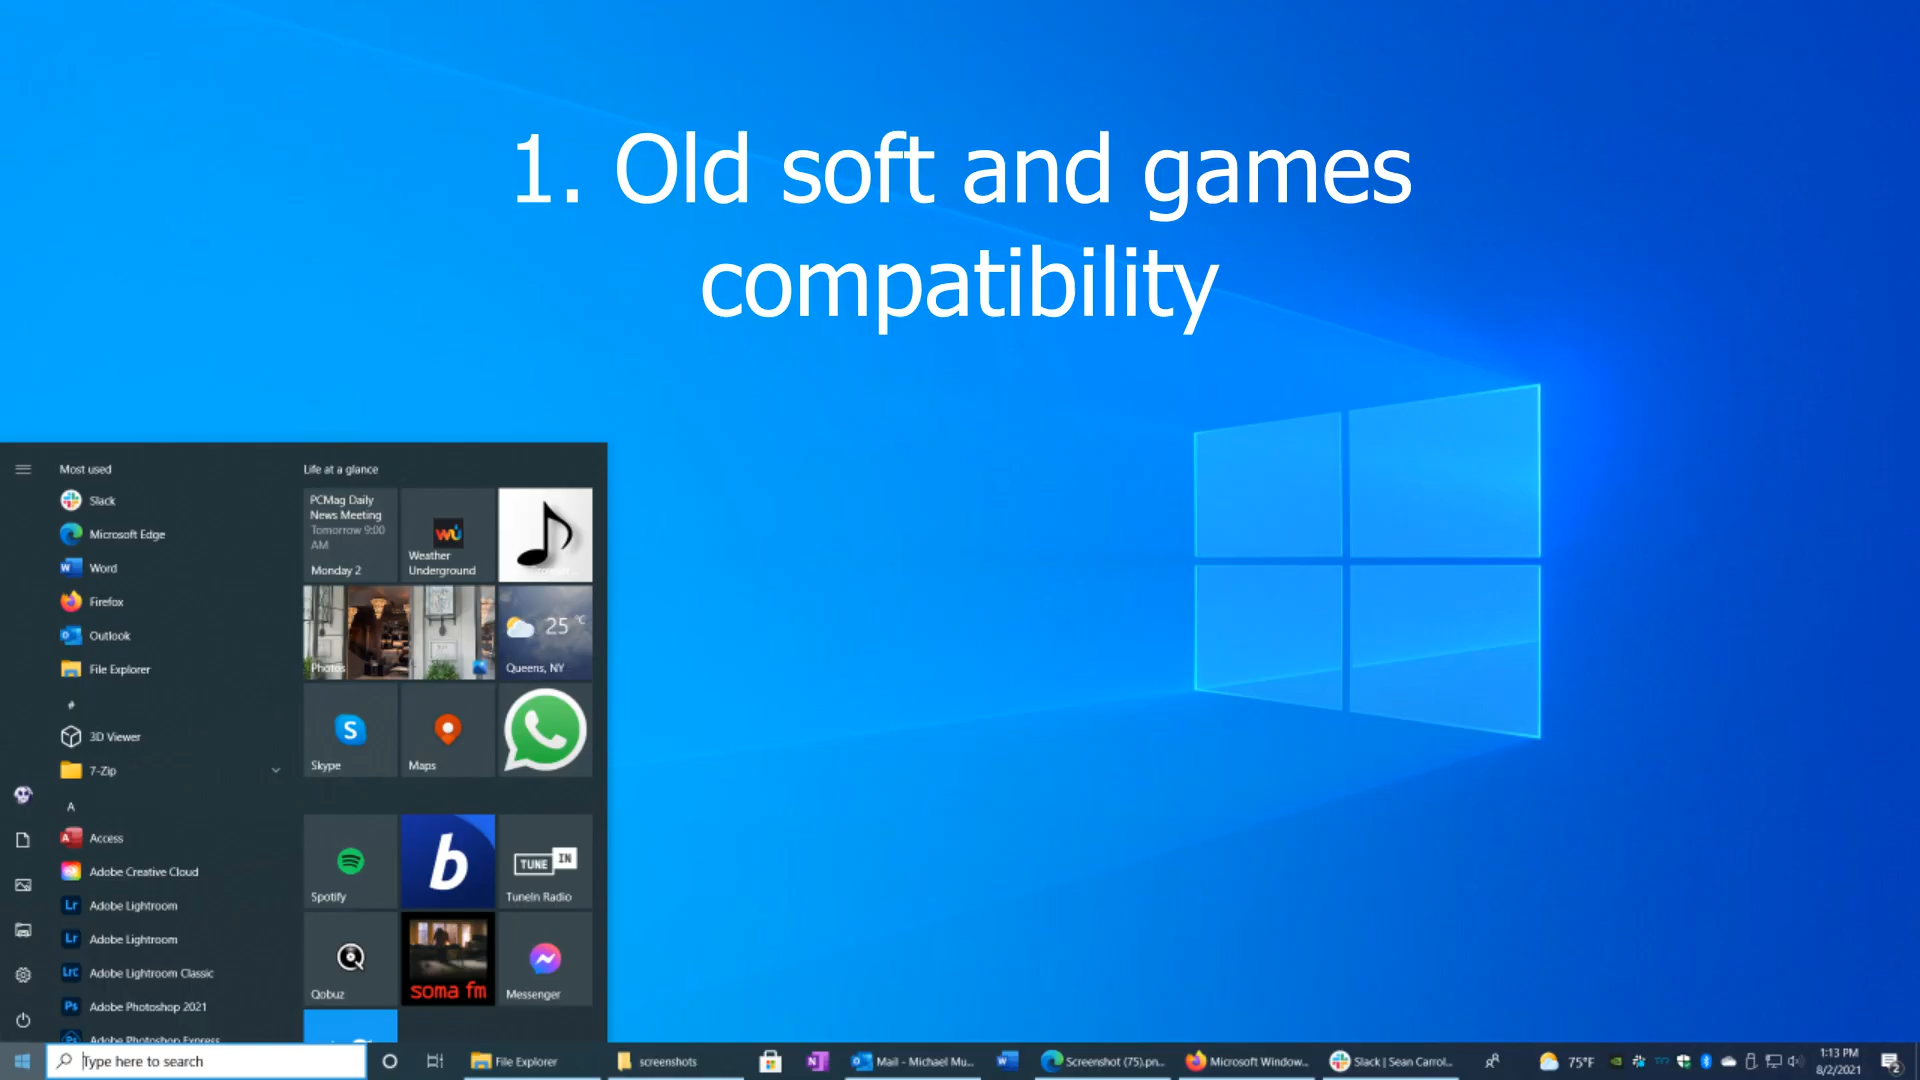 1. Old soft and games
compatibility
Most used
Slack
Microsoft Edge
Word
Firefox
Outlook
File Explorer
#
3D Viewer
7-Zip
A
Access
Adobe Creative Cloud
Adobe Lightroom
Adobe Lightroom
Adobe Lightroom Classic
Adobe Photoshop 2021
Adobe Photoshop Express
Life at a glance
PCMag Daily
News Meeting
Tomorrow 9:00
AM
Monday 2
Weather
Underground
Photos
25 °C
Queens, NY
Skype
Maps
Spotify
b
TUNE IN
TuneIn Radio
Qobuz
soma fm
Messenger
Type here to search
File Explorer
screenshots
Mail - Michael Mu...
Screenshot (75).pn...
Microsoft Window...
Slack | Sean Carrol...
75°F
1:13 PM
8/2/2021
2